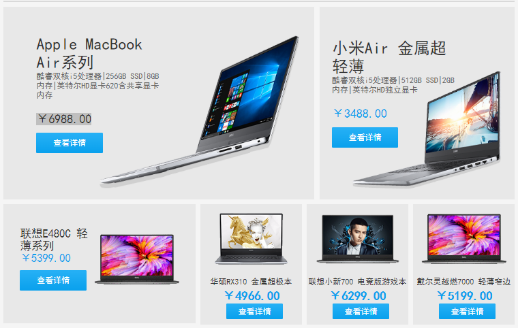 Apple MacBook
Air系列
酷睿双核i5处理器|256GB SSD|8GB
内存|英特尔HD显卡620含共享显卡
内存
￥6988.00
查看详情
小米Air 金属超
轻薄
酷睿双核i5处理器|512GB SSD|2GB
内存|英特尔HD独立显卡
￥3488.00
查看详情
联想E480C 轻
薄系列
￥5399.00
查看详情
华硕RX310 金属超极本
￥4966.00
查看详情
联想小新700 电竞版游戏本
￥6299.00
查看详情
戴尔灵越燃7000 轻薄窄边
￥5199.00
查看详情